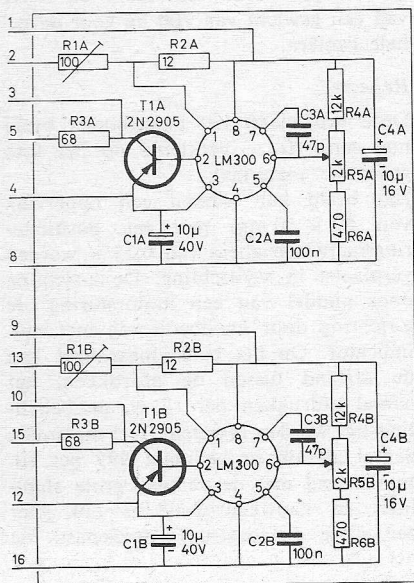 1
2
R1A
100
R2A
12
3
T1A
2N2905
5
R3A
68
1
8
7
2
LM300
6
3
4
5
C3A
47p
12k
R4A
2k
R5A
470
R6A
C4A
10µ
16V
4
C1A
+
10µ
40V
C2A
100n
8
9
13
R1B
100
R2B
12
10
T1B
2N2905
15
R3B
68
1
8
7
2
LM300
6
3
4
5
C3B
47p
12k
R4B
2k
R5B
470
R6B
C4B
10µ
16V
12
C1B
+
10µ
40V
C2B
100n
16